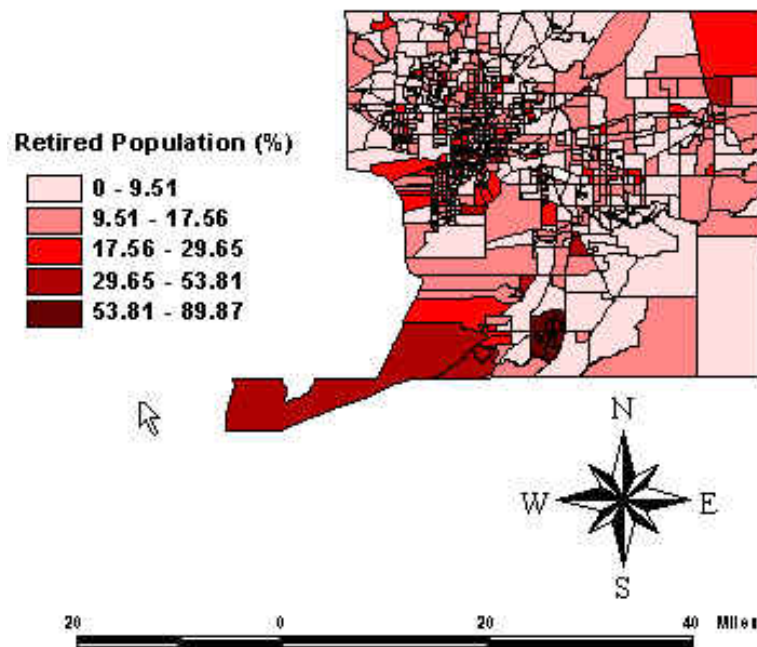 Retired Population (%)
0 - 9.51
9.51 - 17.56
17.56 - 29.65
29.65 - 53.81
53.81 - 89.87
N
W E
S
20 0 20 40 Miles